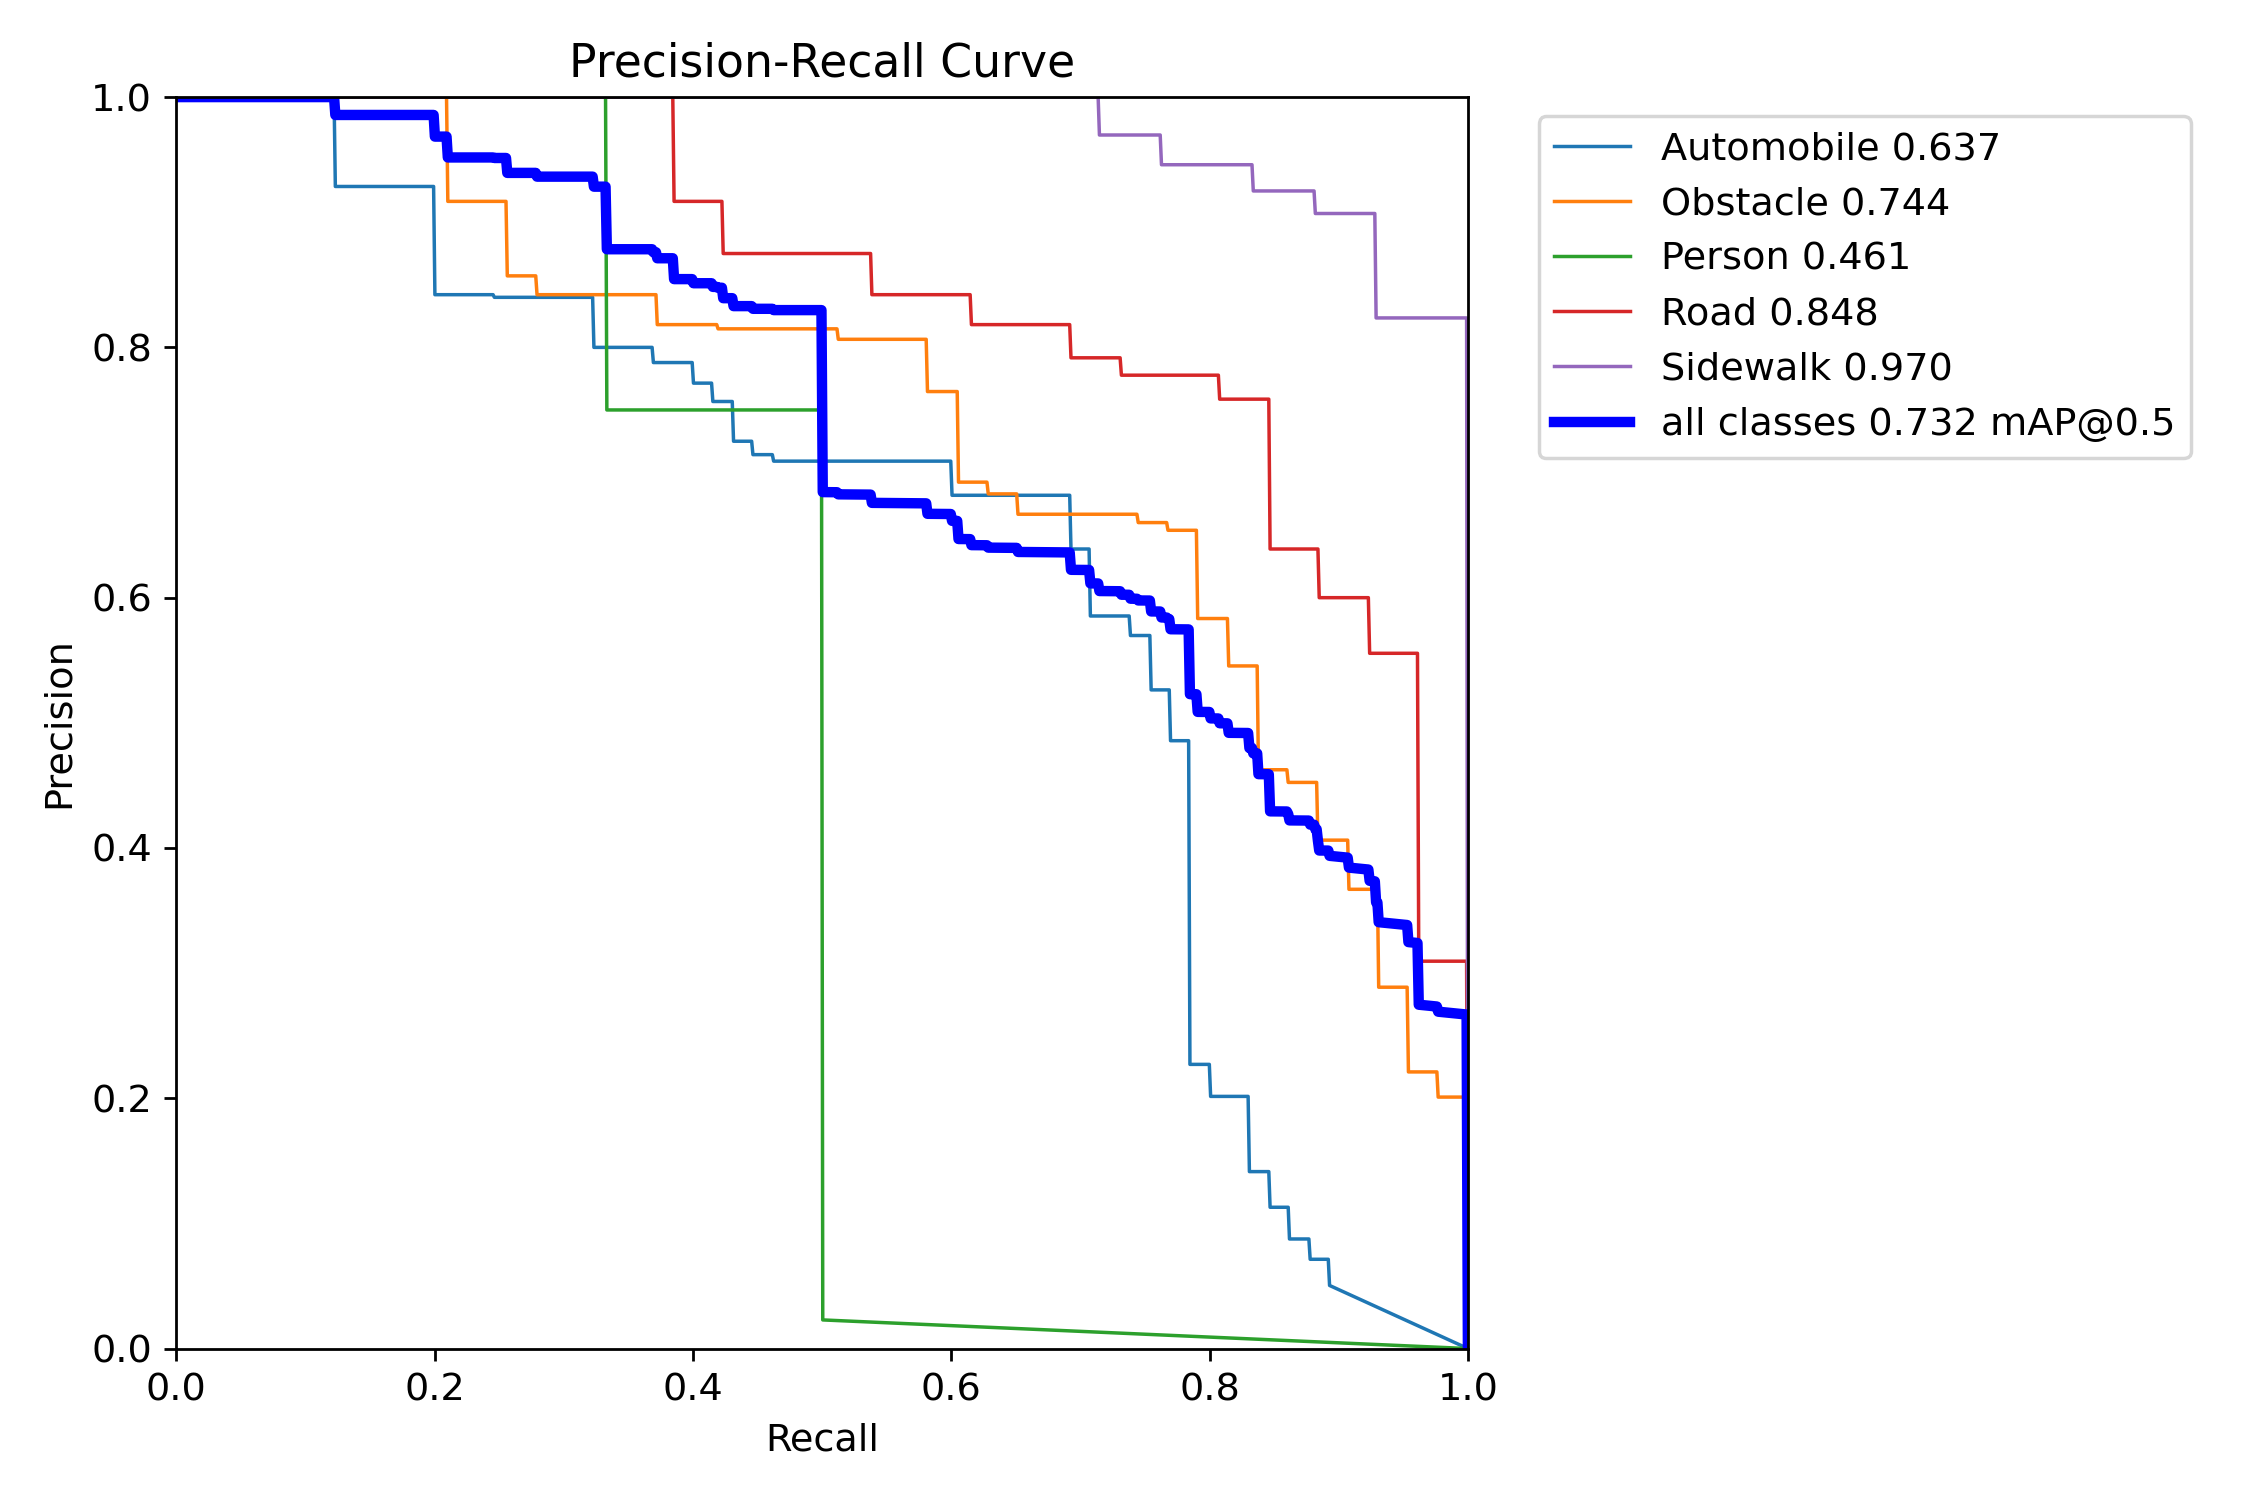 Precision-Recall Curve
1.0
0.8
0.6
0.4
0.2
0.0
Precision
0.0 0.2 0.4 0.6 0.8 1.0
Recall
Automobile 0.637
Obstacle 0.744
Person 0.461
Road 0.848
Sidewalk 0.970
all classes 0.732 mAP@0.5